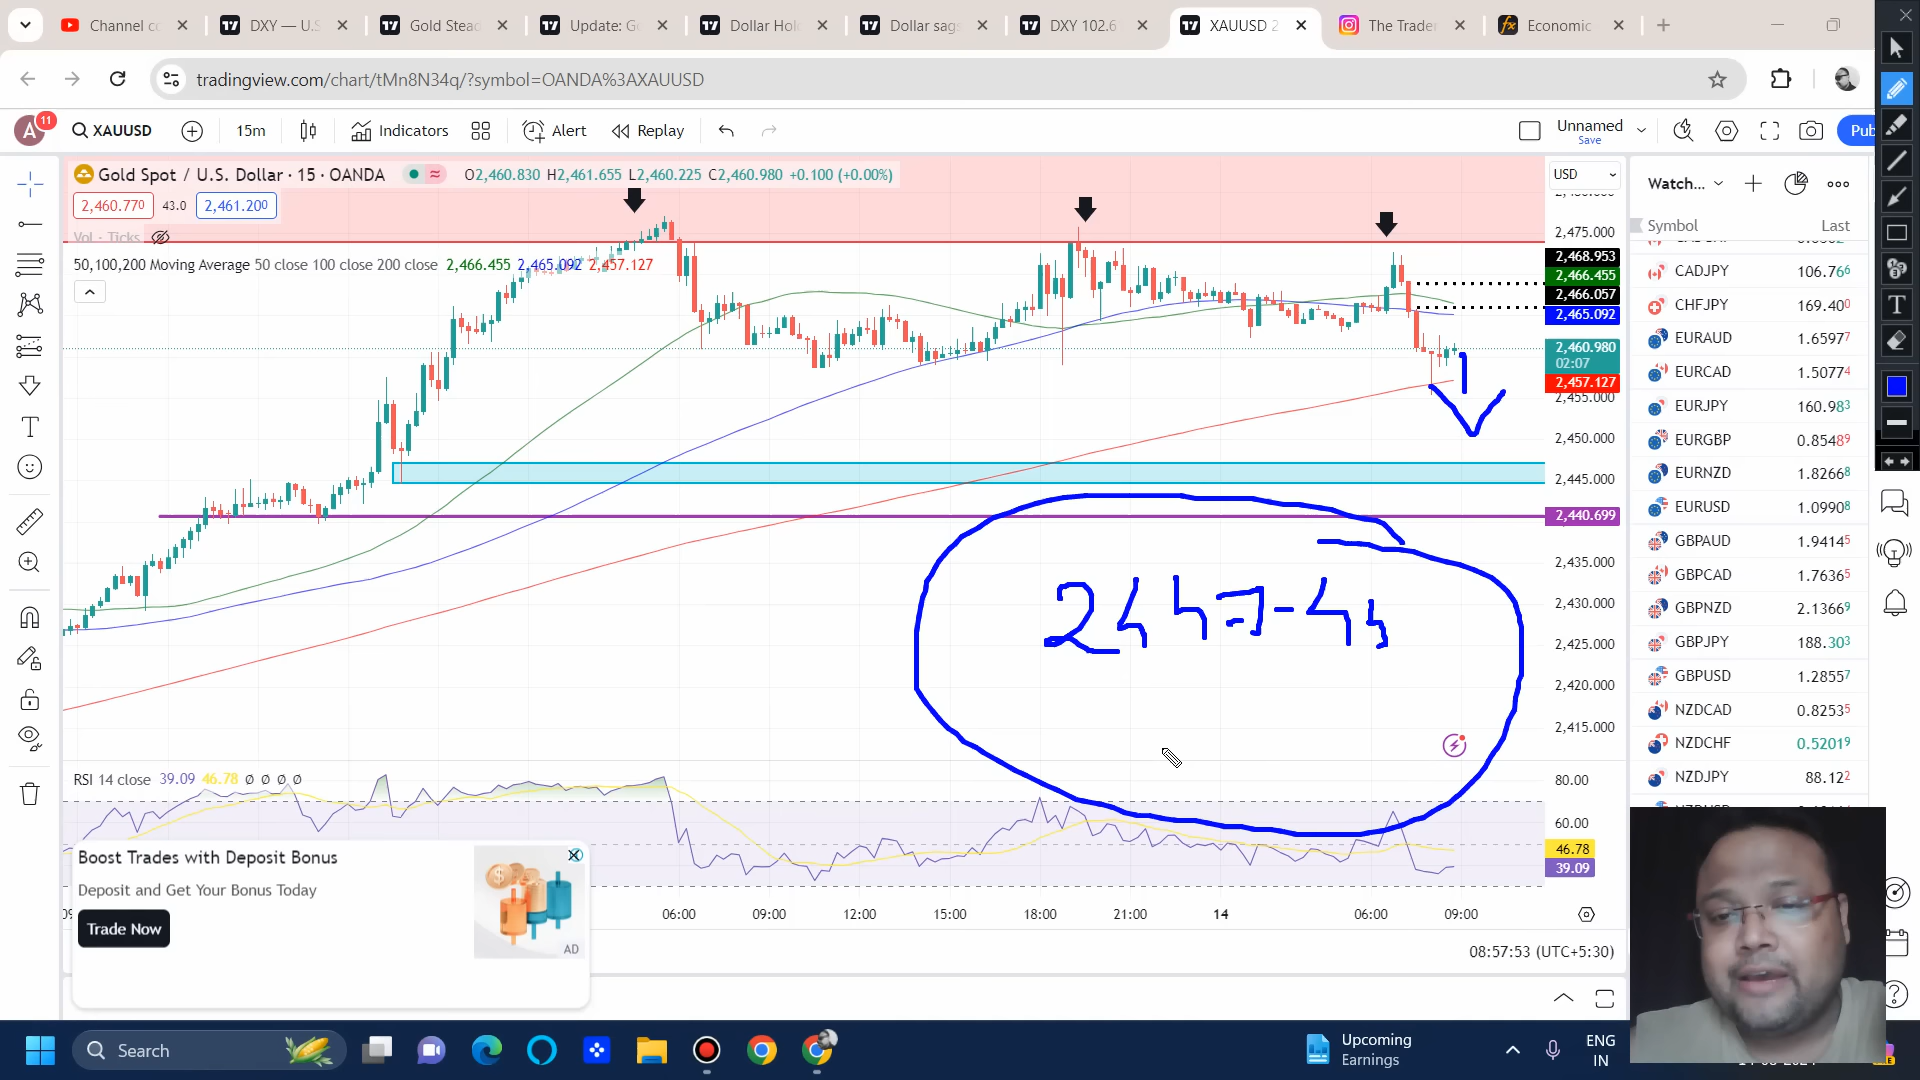 Channel co
DXY — U.S
Gold Stead
Update: Go
Dollar Hol
Dollar sags
DXY 102.6
XAUUSD 2
The Trader
Economic
tradingview.com/chart/tMn8N34q/?symbol=OANDA%3AXAUUSD
A 11
XAUUSD
15m
Indicators
Alert
Replay
Unnamed
Save
Pub
Gold Spot / U.S. Dollar · 15 · OANDA
O2,460.830 H2,461.655 L2,460.225 C2,460.980 +0.100 (+0.00%)
2,460.770 43.0 2,461.200
Vol · Ticks
50,100,200 Moving Average 50 close 100 close 200 close 2,466.455 2,465.092 2,457.127
USD
2,475.000
2,468.953
2,466.455
2,466.057
2,465.092
2,460.980
02:07
2,457.127
2,455.000
2,450.000
2,445.000
2,440.699
2,435.000
2,430.000
2,425.000
2,420.000
2,415.000
2447-44
RSI 14 close 39.09 46.78 Ø Ø Ø Ø
80.00
60.00
46.78
39.09
Boost Trades with Deposit Bonus
Deposit and Get Your Bonus Today
Trade Now
AD
06:00 09:00 12:00 15:00 18:00 21:00 14 06:00 09:00
08:57:53 (UTC+5:30)
Watch...
Symbol Last
CADJPY 106.766
CHFJPY 169.400
EURAUD 1.65977
EURCAD 1.50774
EURJPY 160.983
EURGBP 0.85489
EURNZD 1.82668
EURUSD 1.09908
GBPAUD 1.94145
GBPCAD 1.76365
GBPNZD 2.13669
GBPJPY 188.303
GBPUSD 1.28557
NZDCAD 0.82535
NZDCHF 0.52019
NZDJPY 88.122
Search
Upcoming
Earnings
ENG
IN